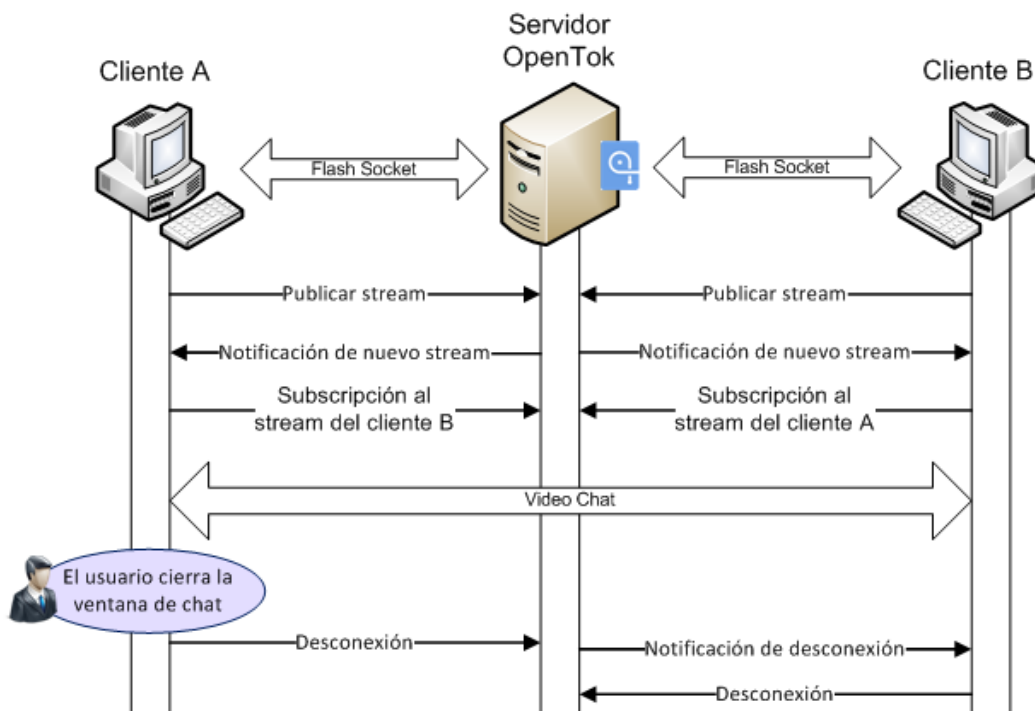 Servidor
OpenTok
Cliente A
Cliente B
Flash Socket
Flash Socket
Publicar stream
Publicar stream
Notificación de nuevo stream
Notificación de nuevo stream
Subscripción al
stream del cliente B
Subscripción al
stream del cliente A
Video Chat
El usuario cierra la
ventana de chat
Desconexión
Notificación de desconexión
Desconexión